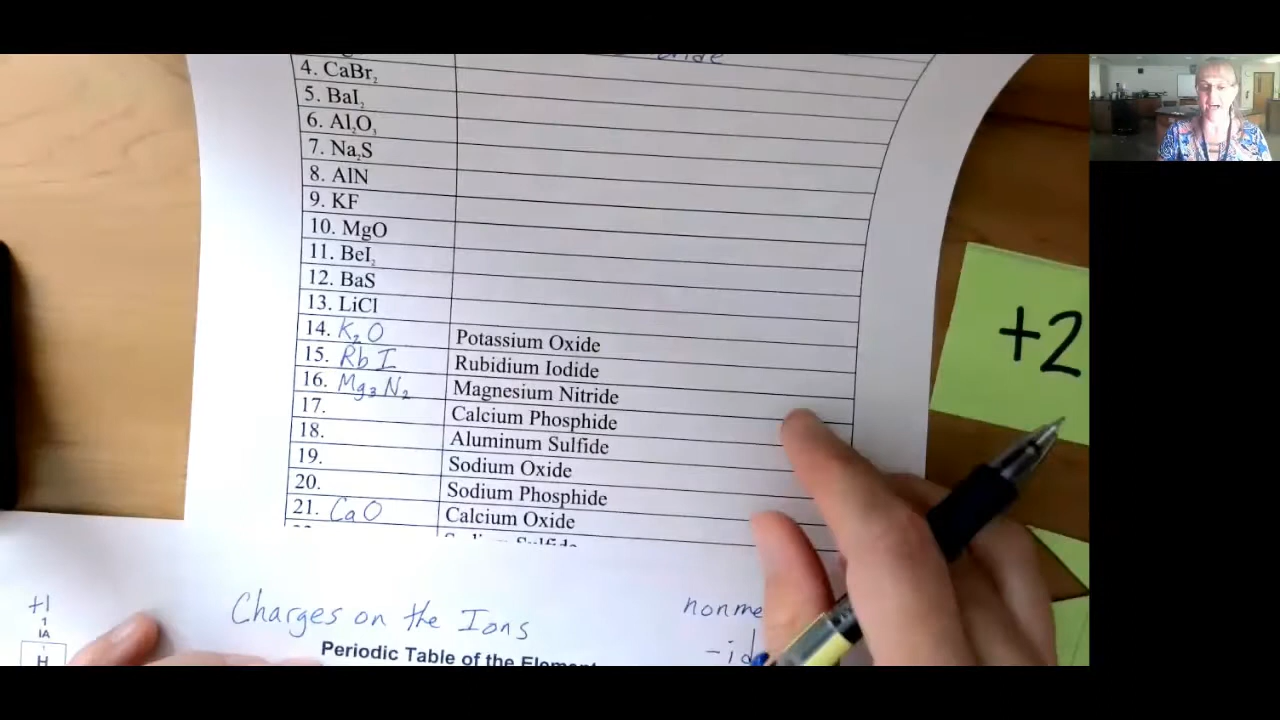 4. CaBr₂
5. BaI₂
6. Al₂O₃
7. Na₂S
8. AlN
9. KF
10. MgO
11. BeI₂
12. BaS
13. LiCl
14. K₂O Potassium Oxide
15. RbI Rubidium Iodide
16. Mg₃N₂ Magnesium Nitride
17. Calcium Phosphide
18. Aluminum Sulfide
19. Sodium Oxide
20. Sodium Phosphide
21. CaO Calcium Oxide
+2
+1
1
IA
H
Charges on the Ions
Periodic Table of the